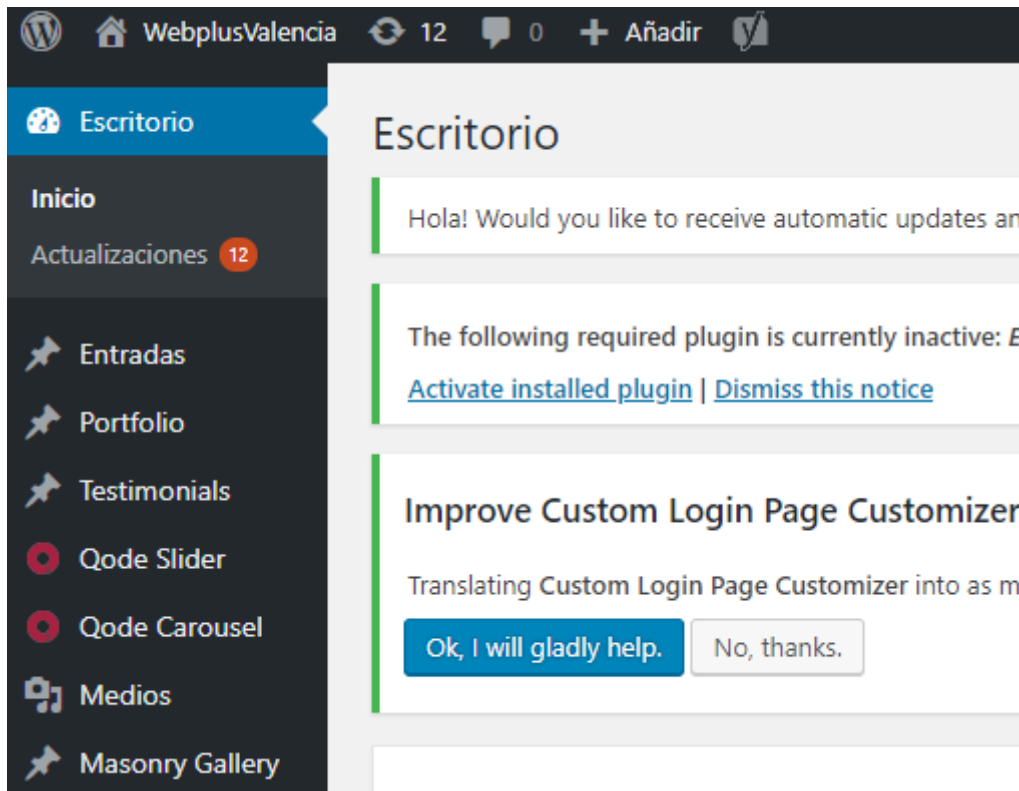 WebplusValencia 12 0 + Añadir
Escritorio
Inicio
Actualizaciones 12
Entradas
Portfolio
Testimonials
Qode Slider
Qode Carousel
Medios
Masonry Gallery
Escritorio
Hola! Would you like to receive automatic updates an
The following required plugin is currently inactive:
Activate installed plugin | Dismiss this notice
Improve Custom Login Page Customizer
Translating Custom Login Page Customizer into as m
Ok, I will gladly help. No, thanks.